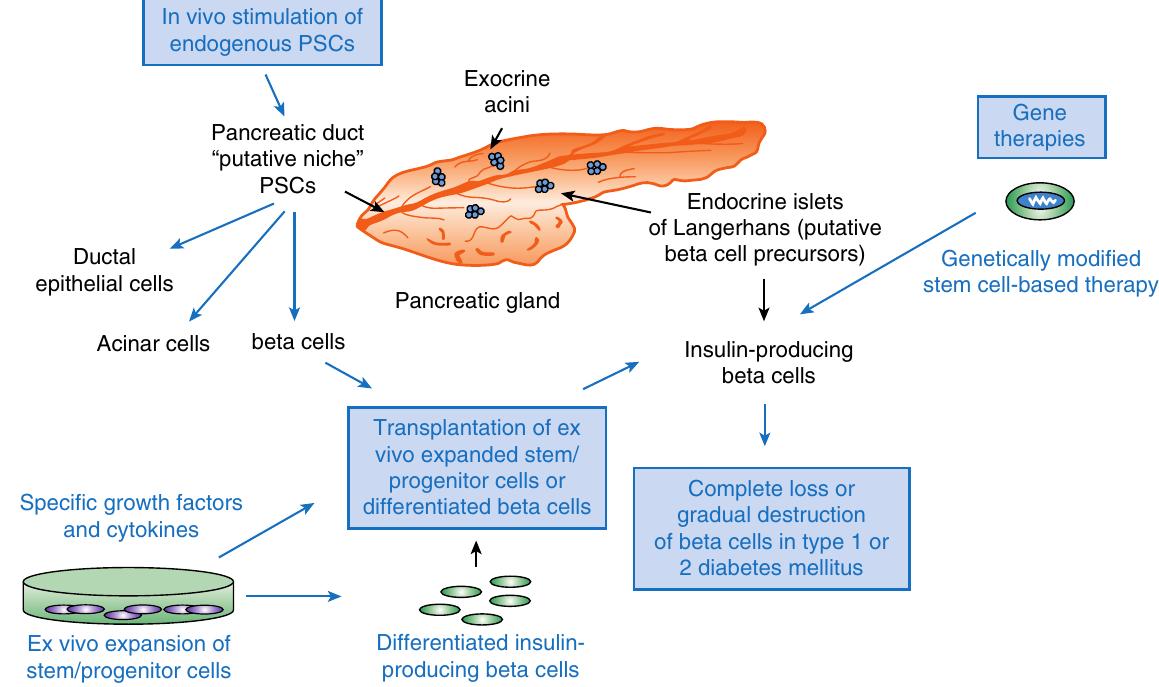 In vivo stimulation of
endogenous PSCs
Exocrine
acini
Gene
therapies
Pancreatic duct
“putative niche”
PSCs
Endocrine islets
of Langerhans (putative
beta cell precursors)
Ductal
epithelial cells
Genetically modified
stem cell-based therapy
Pancreatic gland
Acinar cells
beta cells
Insulin-producing
beta cells
Transplantation of ex
vivo expanded stem/
progenitor cells or
differentiated beta cells
Complete loss or
gradual destruction
of beta cells in type 1 or
2 diabetes mellitus
Specific growth factors
and cytokines
Ex vivo expansion of
stem/progenitor cells
Differentiated insulin-
producing beta cells